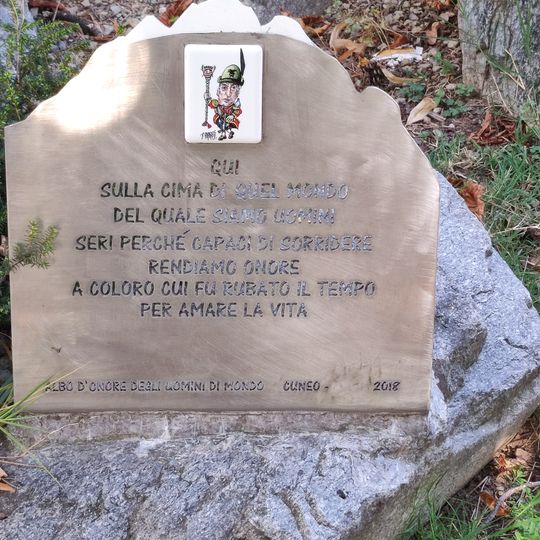 QUI
SULLA CIMA DI QUEL MONDO
DEL QUALE SIAMO UOMINI
SERI PERCHÉ CAPACI DI SORRIDERE
RENDIAMO ONORE
A COLORO CUI FU RUBATO IL TEMPO
PER AMARE LA VITA
ALBO D'ONORE DEGLI UOMINI DI MONDO CUNEO - 2018